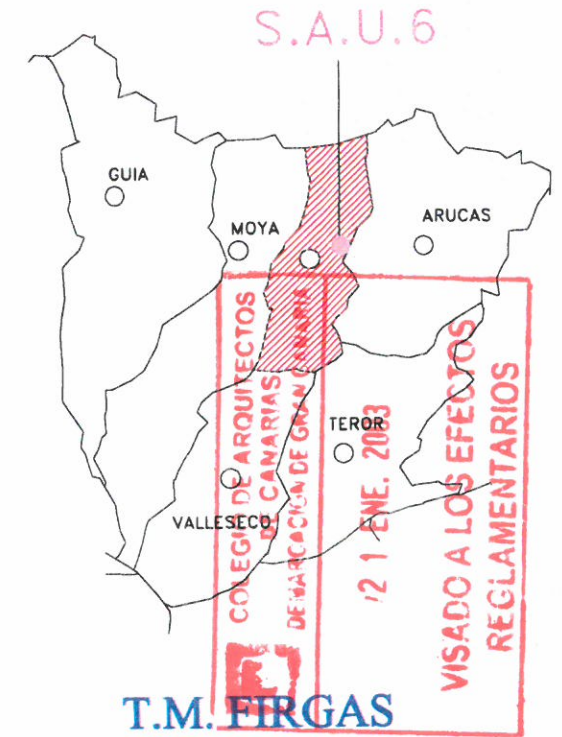 S.A.U.6
GUIA
MOYA
ARUCAS
TEROR
VALLESECO
COLEGIO DE ARQUITECTOS
DE CANARIAS
DEMARCACION DE GRAN CANARIA
21 ENE. 2003
VISADO A LOS EFECTOS
REGLAMENTARIOS
T.M. FIRGAS